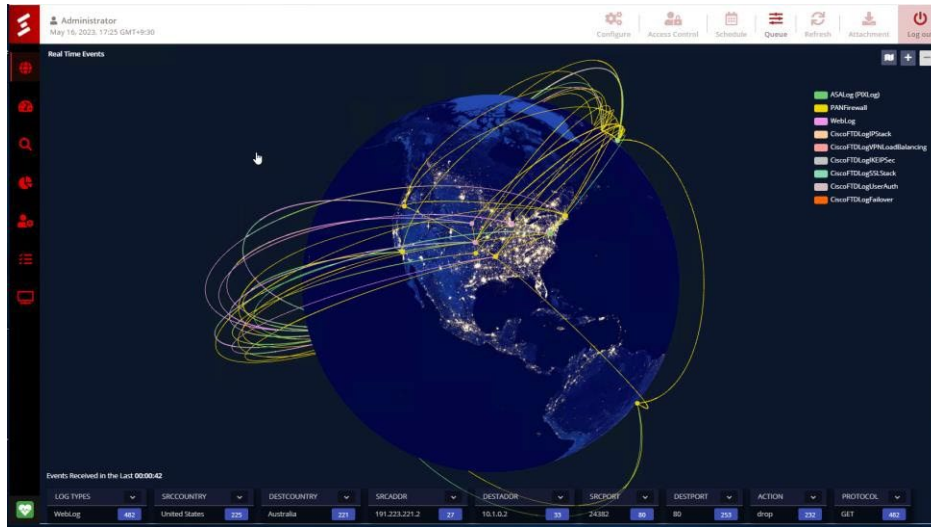 Administrator
May 16, 2023, 17:25 GMT+9:30
Configure Access Control Schedule Queue Refresh Attachment Log out
Real Time Events
ASALog (PIXLog)
PANFirewall
WebLog
CiscoFTDLogIPStack
CiscoFTDLogVPNLoadBalancing
CiscoFTDLogIKEIPSec
CiscoFTDLogSSLStack
CiscoFTDLogUserAuth
CiscoFTDLogFailover
Events Received in the Last 00:00:42
LOG TYPES SRCCOUNTRY DESTCOUNTRY SRCADDR DESTADDR SRCPORT DESTPORT ACTION PROTOCOL
WebLog 482 United States 225 Australia 221 191.223.221.2 27 10.1.0.2 33 24382 80 80 253 drop 232 GET 482